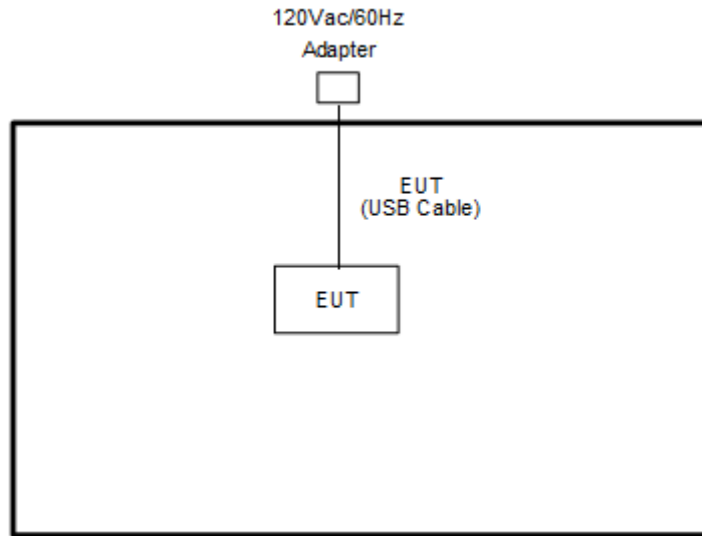 120Vac/60Hz
Adapter
EUT
(USB Cable)
EUT